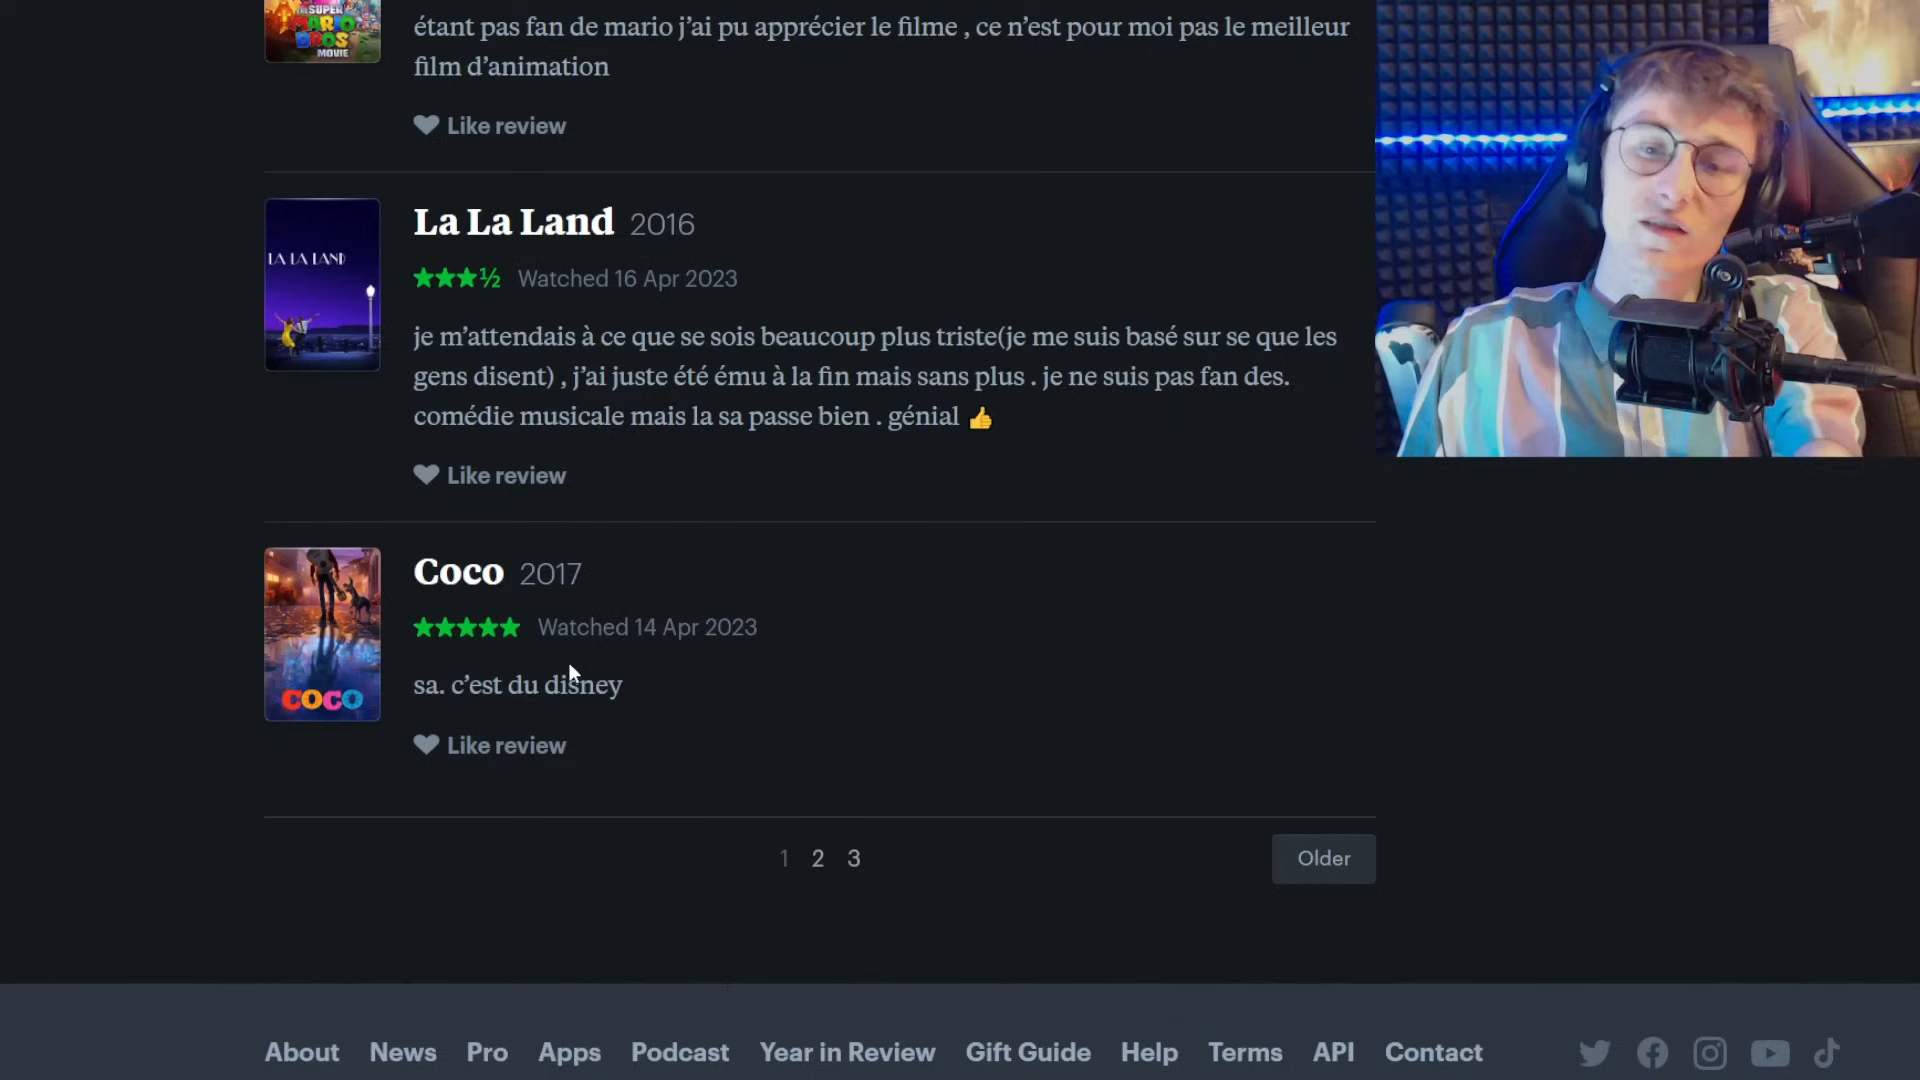 THE SUPER
MARIO
BROS
MOVIE
étant pas fan de mario j’ai pu apprécier le filme , ce n’est pour moi pas le meilleur
film d’animation
Like review
LA LA LAND
La La Land 2016
★★★½ Watched 16 Apr 2023
je m’attendais à ce que se sois beaucoup plus triste(je me suis basé sur se que les
gens disent) , j’ai juste été ému à la fin mais sans plus . je ne suis pas fan des.
comédie musicale mais la sa passe bien . génial 👍
Like review
COCO
Coco 2017
★★★★★ Watched 14 Apr 2023
sa. c’est du disney
Like review
1 2 3
Older
About News Pro Apps Podcast Year in Review Gift Guide Help Terms API Contact